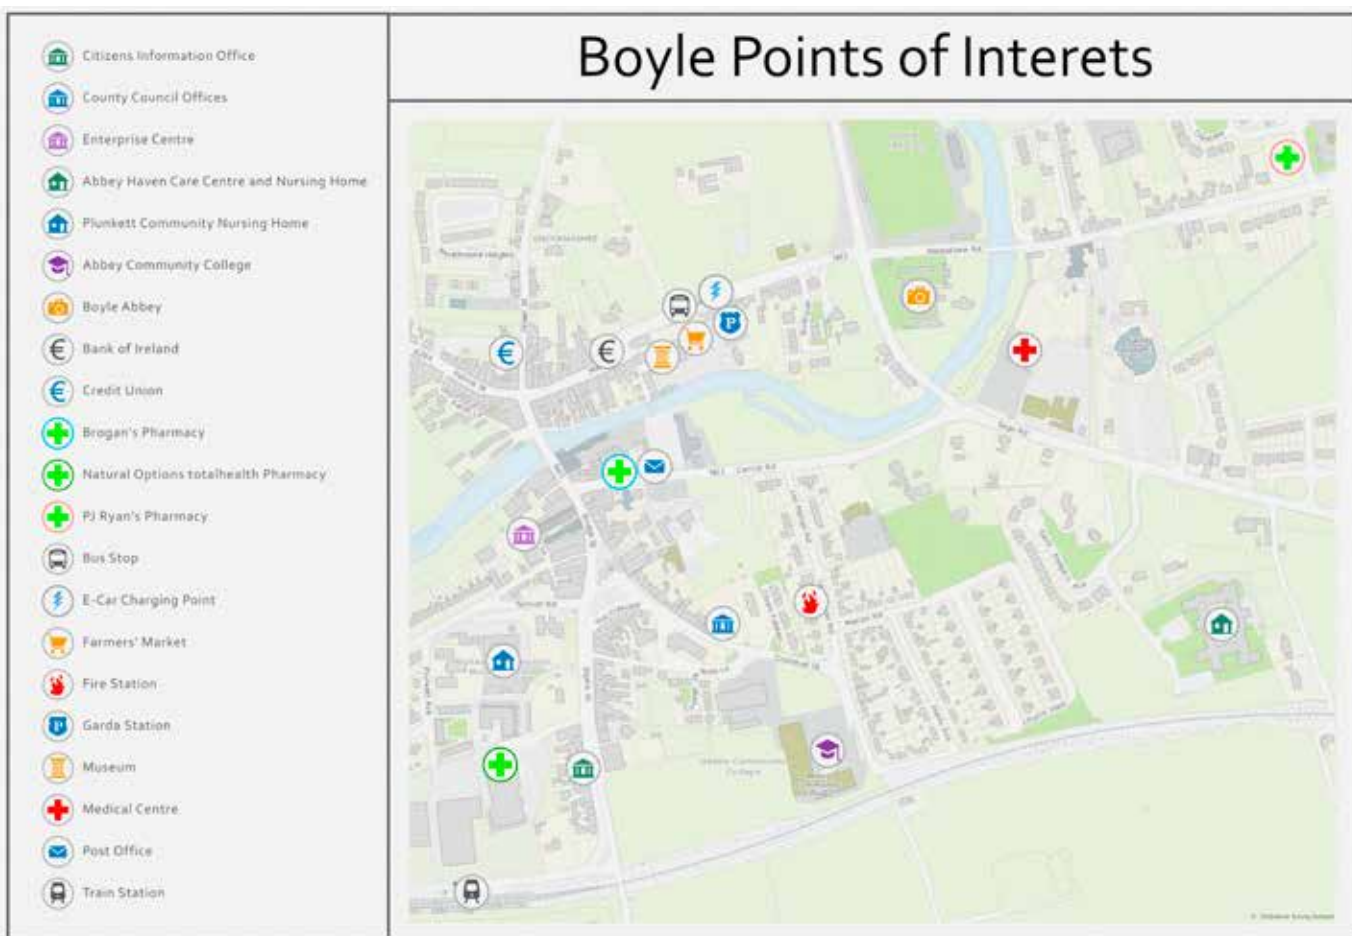 Boyle Points of Interets
Citizens Information Office
County Council Offices
Enterprise Centre
Abbey Haven Care Centre and Nursing Home
Plunkett Community Nursing Home
Abbey Community College
Boyle Abbey
Bank of Ireland
Credit Union
Brogan's Pharmacy
Natural Options totalhealth Pharmacy
PJ Ryan's Pharmacy
Bus Stop
E-Car Charging Point
Farmers' Market
Fire Station
Garda Station
Museum
Medical Centre
Post Office
Train Station